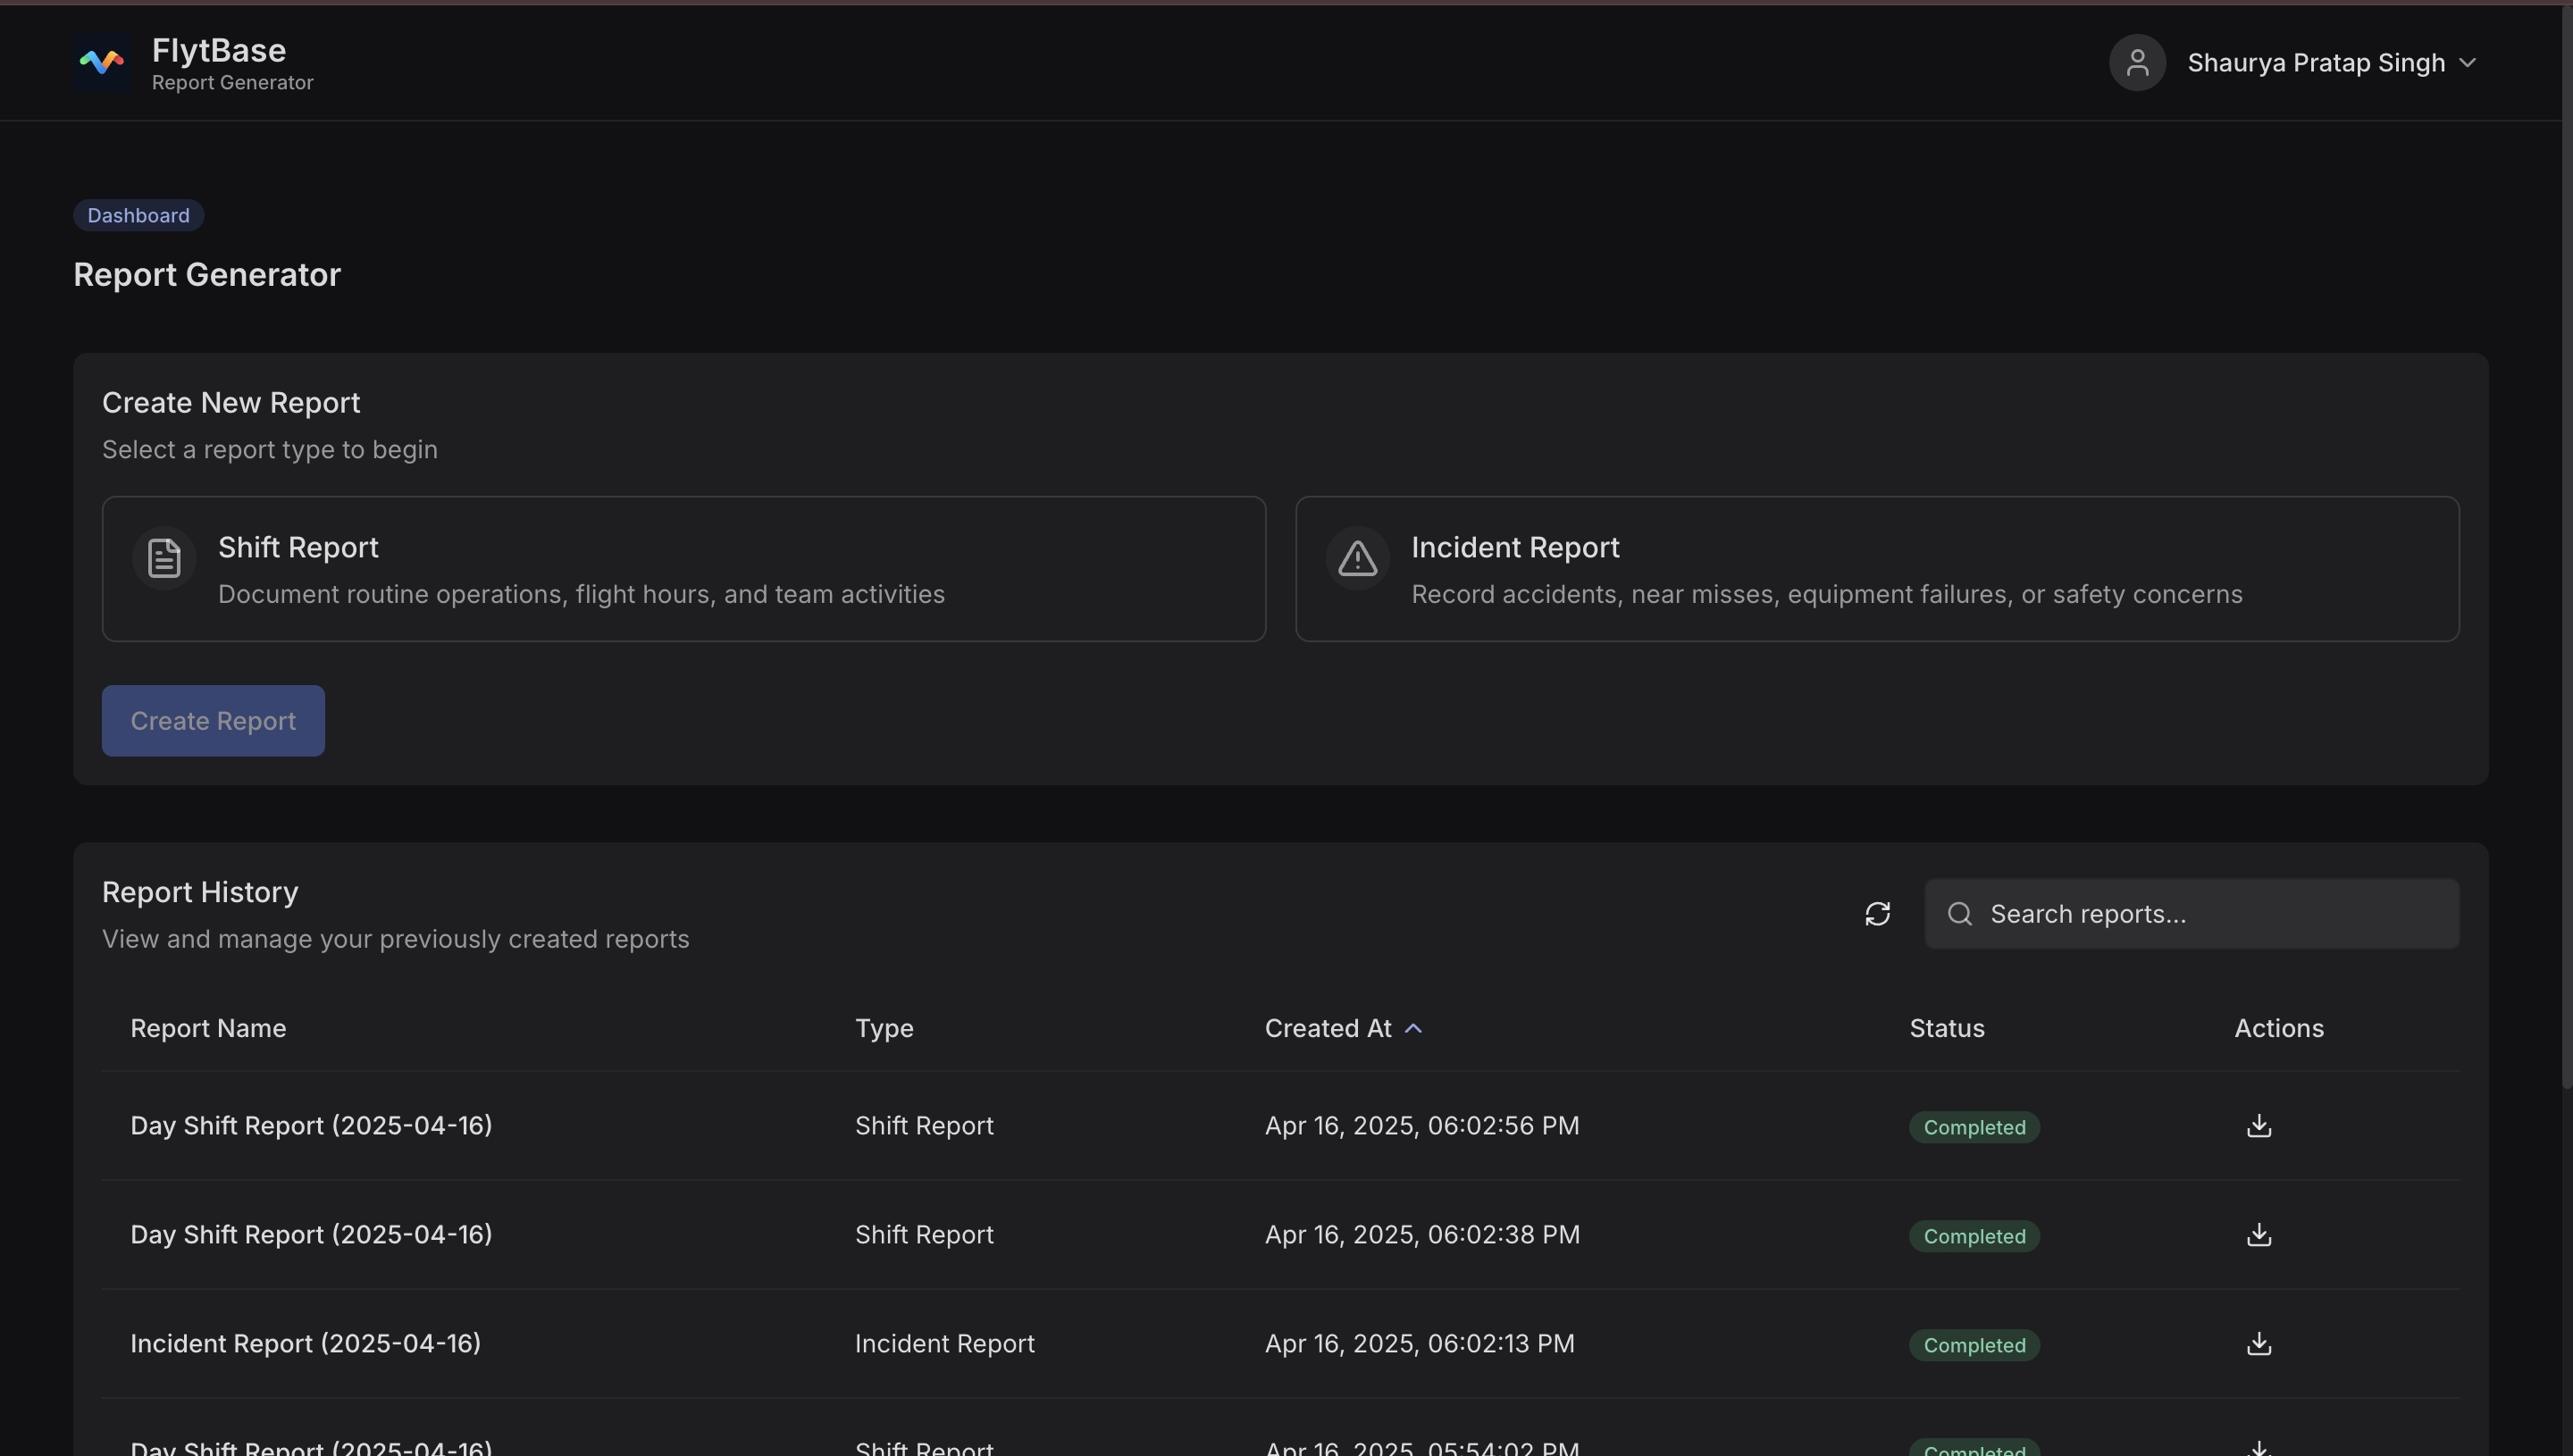 FlytBase
Report Generator
Shaurya Pratap Singh
Dashboard
Report Generator
Create New Report
Select a report type to begin
Shift Report
Document routine operations, flight hours, and team activities
Incident Report
Record accidents, near misses, equipment failures, or safety concerns
Create Report
Report History
View and manage your previously created reports
Search reports...
Report Name Type Created At Status Actions
Day Shift Report (2025-04-16) Shift Report Apr 16, 2025, 06:02:56 PM Completed
Day Shift Report (2025-04-16) Shift Report Apr 16, 2025, 06:02:38 PM Completed
Incident Report (2025-04-16) Incident Report Apr 16, 2025, 06:02:13 PM Completed
Day Shift Report (2025-04-16) Shift Report Apr 16, 2025, 05:54:02 PM Completed